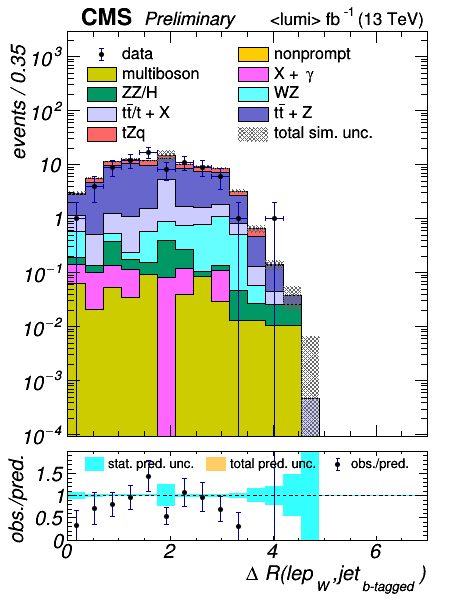 CMS Preliminary <lumi> fb⁻¹ (13 TeV)
events / 0.35
data
nonprompt
multiboson
X + γ
ZZ/H
WZ
tt̄/t + X
tt̄ + Z
tZq
total sim. unc.
10³
10²
10
1
10⁻¹
10⁻²
10⁻³
10⁻⁴
obs./pred.
stat. pred. unc. total pred. unc. obs./pred.
1.5
1
0.5
0
0 2 4 6
Δ R(lep_W, jet_b-tagged)